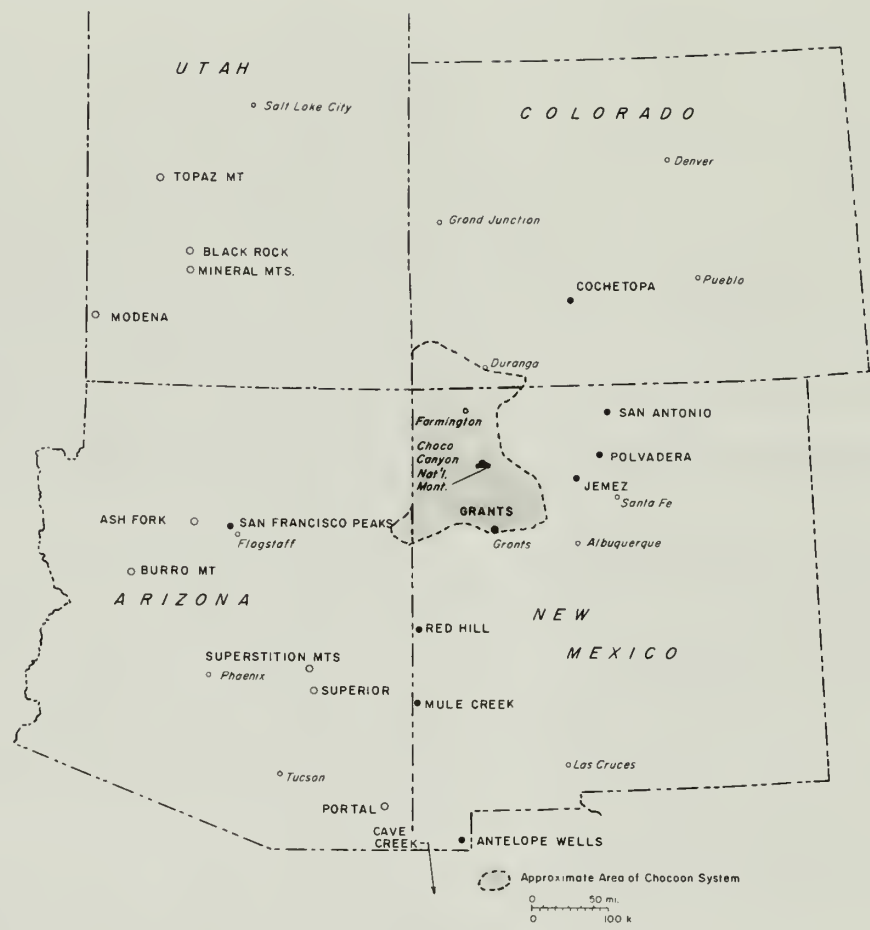 UTAH
Salt Lake City
COLORADO
Denver
TOPAZ MT
Grand Junction
BLACK ROCK
MINERAL MTS.
COCHETOPA
Pueblo
MODENA
Duranga
Farmington
SAN ANTONIO
Choco
Canyon
Nat'l.
Mont.
POLVADERA
JEMEZ
Santa Fe
GRANTS
ASH FORK
SAN FRANCISCO PEAKS
Flagstaff
Grants
Albuquerque
BURRO MT
ARIZONA
NEW
MEXICO
RED HILL
SUPERSTITION MTS
Phoenix
SUPERIOR
MULE CREEK
Tucson
Las Cruces
PORTAL
CAVE
CREEK
ANTELOPE WELLS
Approximate Area of Chocoon System
0 50 mi.
0 100 k